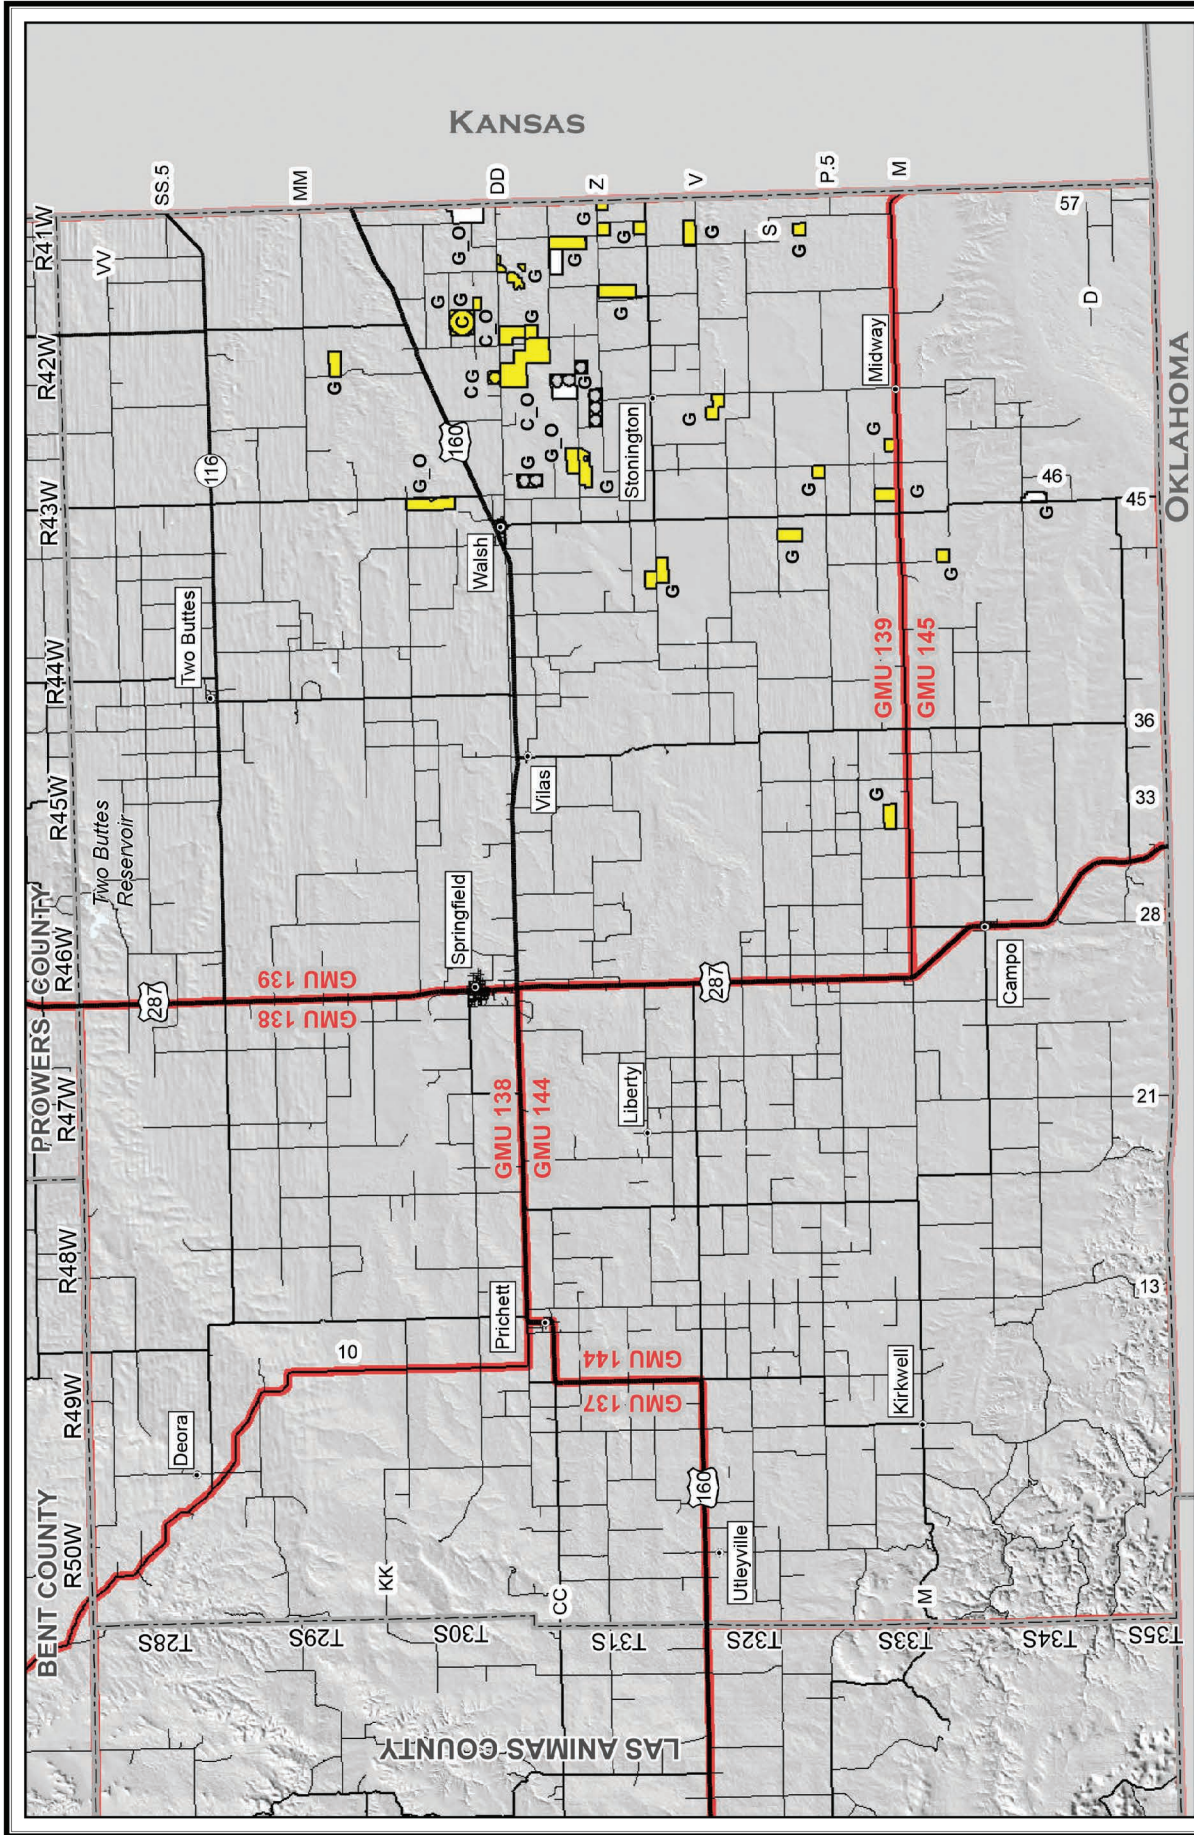 BENT COUNTY
PROWERS COUNTY
R50W
R49W
R48W
R47W
R46W
R45W
R44W
R43W
R42W
R41W
Two Buttes
Reservoir
VV
SS.5
Deora
287
Two Buttes
116
T28S
10
GMU 138
GMU 139
MM
T29S
G
KK
KANSAS
T30S
Springfield
160
G_O
G
G
G_O
Walsh
C
C_O
CG
DD
Prichett
GMU 138
GMU 144
Vilas
G
G
C_O
G
G_O
G
CC
T31S
GMU 137
GMU 144
G
G
Z
G
G
Liberty
Stonington
G
LAS ANIMAS COUNTY
160
287
G
G
V
Utleyville
T32S
S
G
G
G
P.5
Kirkwell
GMU 139
GMU 145
G
G
G
Midway
M
M
T33S
G
Campo
G
46
D
57
T34S
13
21
28
33
36
45
T35S
OKLAHOMA